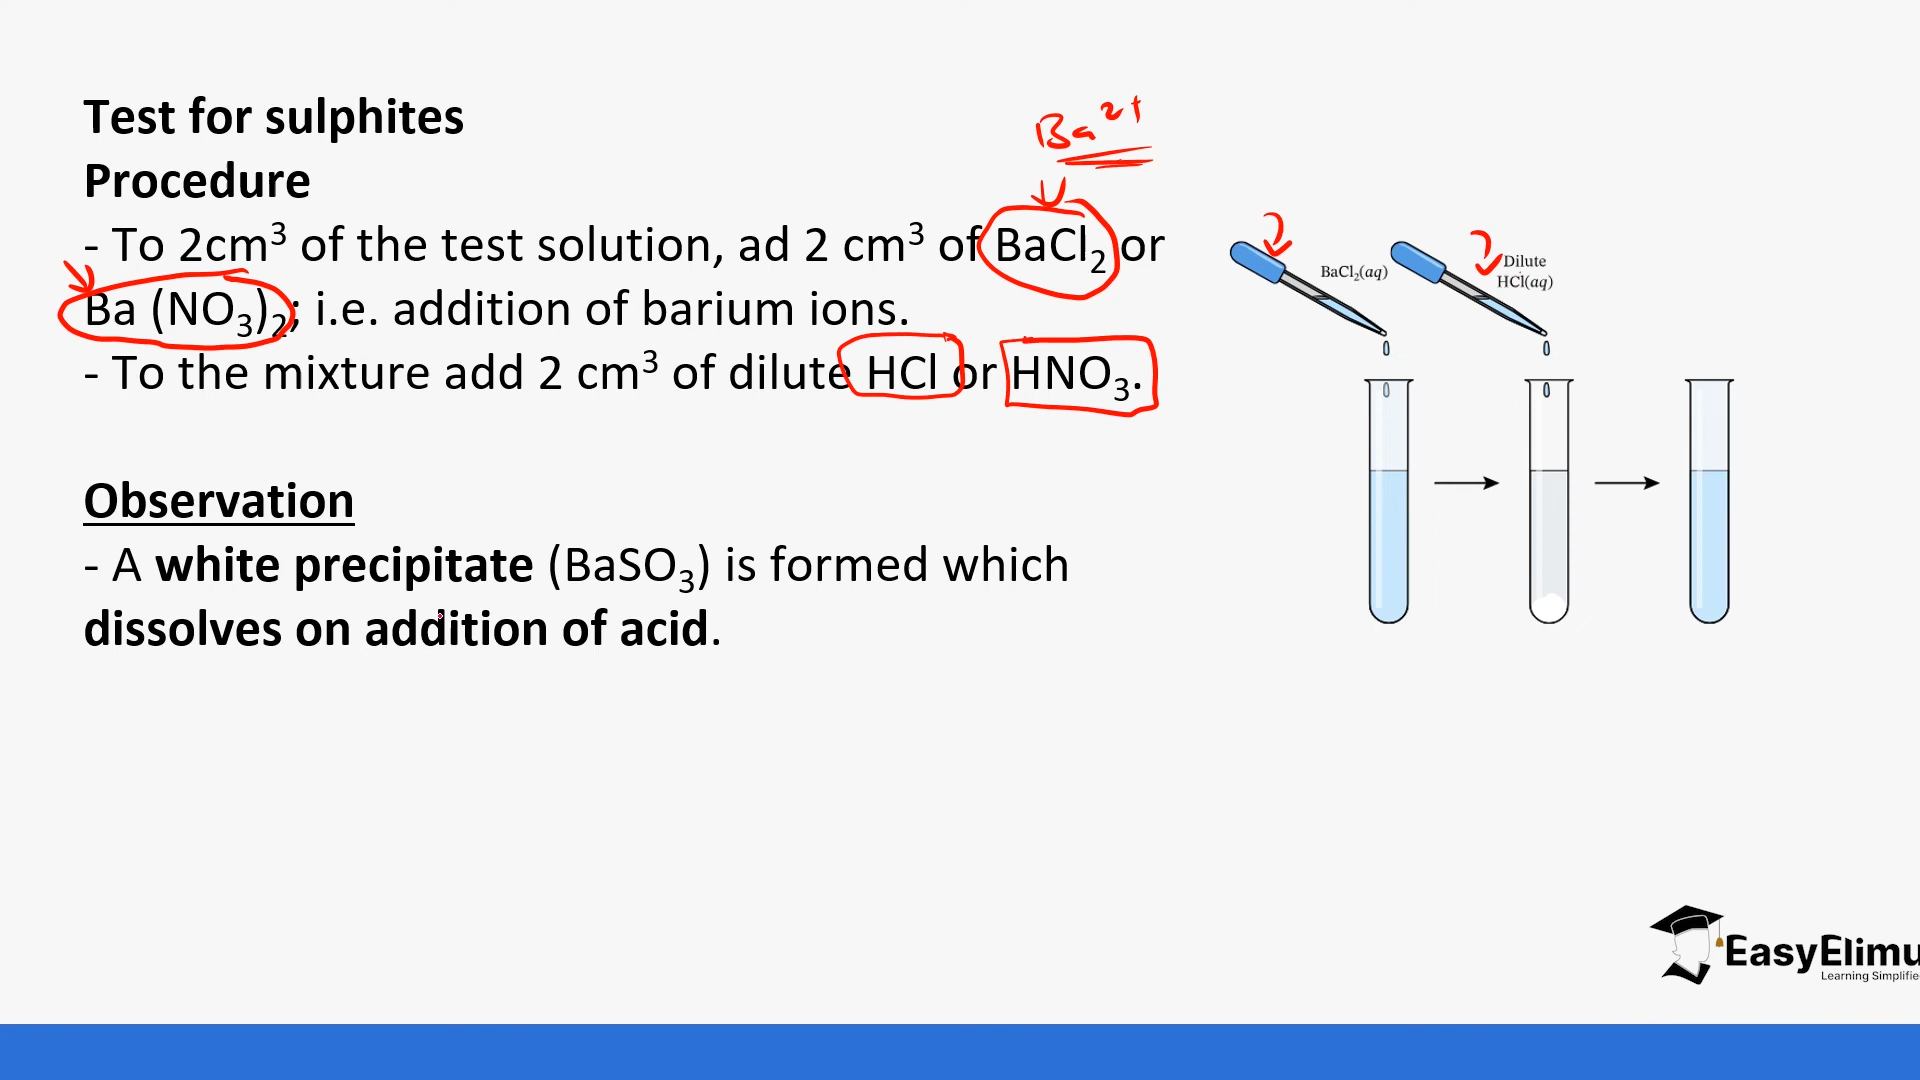 Test for sulphites
Ba²⁺
Procedure
- To 2cm³ of the test solution, ad 2 cm³ of BaCl₂ or
Ba (NO₃)₂; i.e. addition of barium ions.
- To the mixture add 2 cm³ of dilute HCl or HNO₃.
BaCl₂(aq)
Dilute
HCl(aq)
Observation
- A white precipitate (BaSO₃) is formed which
dissolves on addition of acid.
EasyElimu
Learning Simplifie